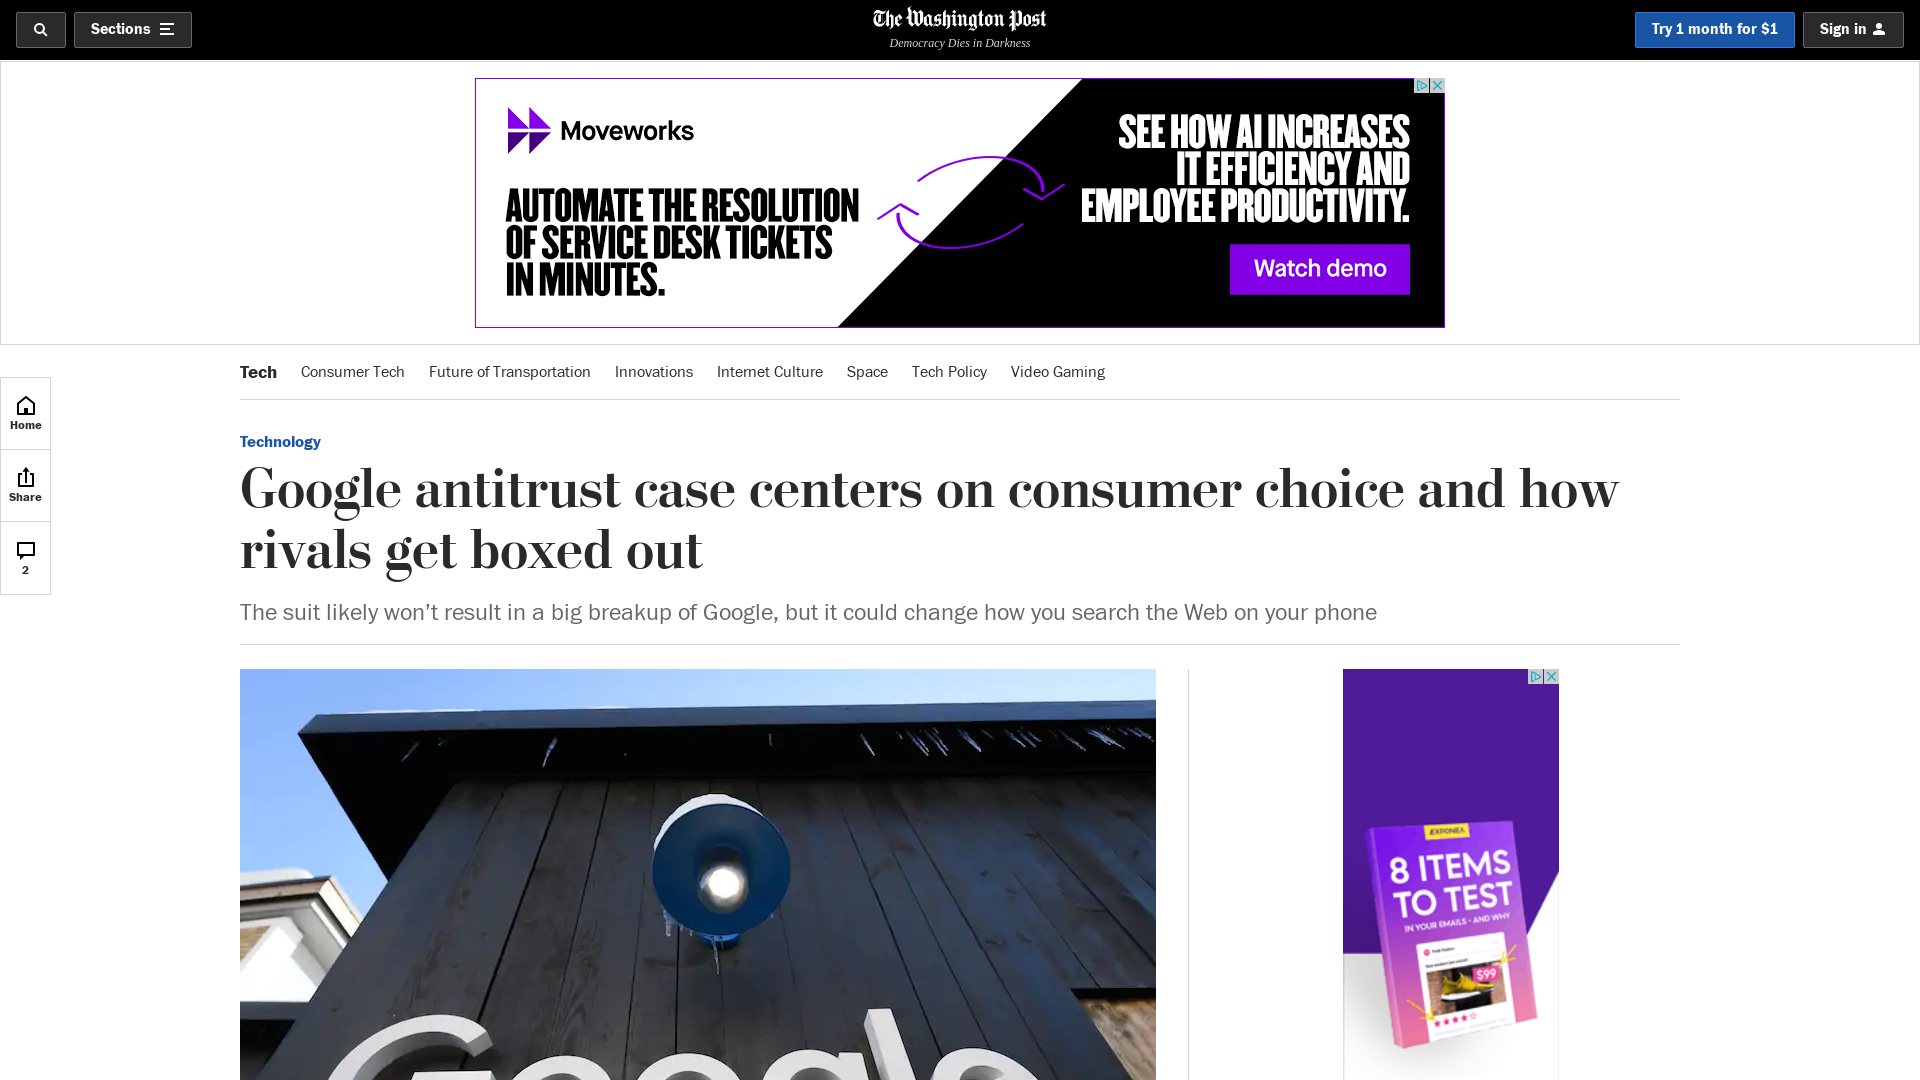 Sections
The Washington Post
Democracy Dies in Darkness
Try 1 month for $1
Sign in
Moveworks
AUTOMATE THE RESOLUTION
OF SERVICE DESK TICKETS
IN MINUTES.
SEE HOW AI INCREASES
IT EFFICIENCY AND
EMPLOYEE PRODUCTIVITY.
Watch demo
Tech
Consumer Tech
Future of Transportation
Innovations
Internet Culture
Space
Tech Policy
Video Gaming
Home
Share
2
Technology
Google antitrust case centers on consumer choice and how
rivals get boxed out
The suit likely won’t result in a big breakup of Google, but it could change how you search the Web on your phone
Google
EXPONEA
8 ITEMS
TO TEST
IN YOUR EMAILS - AND WHY
$99